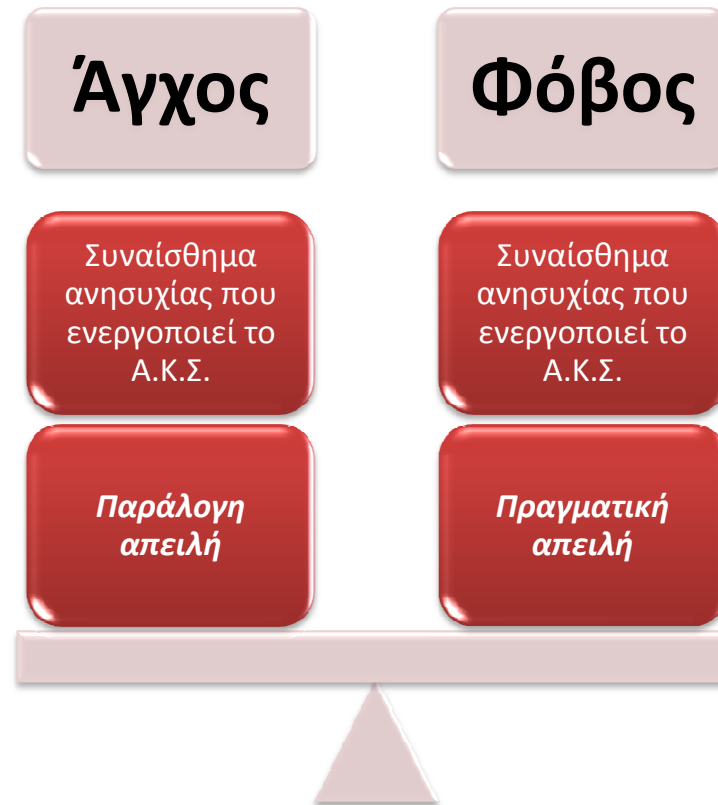 Άγχος
Συναίσθημα
ανησυχίας που
ενεργοποιεί το
Α.Κ.Σ.
Παράλογη
απειλή
Φόβος
Συναίσθημα
ανησυχίας που
ενεργοποιεί το
Α.Κ.Σ.
Πραγματική
απειλή